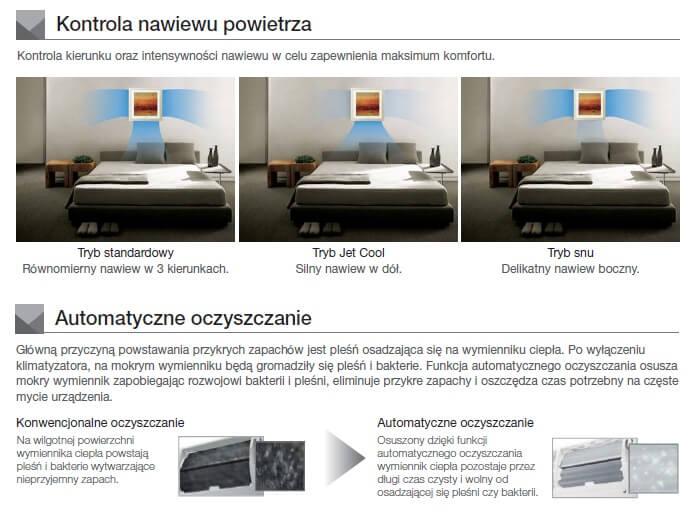 Kontrola nawiewu powietrza
Kontrola kierunku oraz intensywności nawiewu w celu zapewnienia maksimum komfortu.
Tryb standardowy
Równomierny nawiew w 3 kierunkach.
Tryb Jet Cool
Silny nawiew w dół.
Tryb snu
Delikatny nawiew boczny.
Automatyczne oczyszczanie
Główną przyczyną powstawania przykrych zapachów jest pleśń osadzająca się na wymienniku ciepła. Po wyłączeniu
klimatyzatora, na mokrym wymienniku będą gromadziły się pleśń i bakterie. Funkcja automatycznego oczyszczania osusza
mokry wymiennik zapobiegając rozwojowi bakterii i pleśni, eliminuje przykre zapachy i oszczędza czas potrzebny na częste
mycie urządzenia.
Konwencjonalne oczyszczanie
Na wilgotnej powierzchni
wymiennika ciepła powstają
pleśń i bakterie wytwarzające
nieprzyjemny zapach.
Automatyczne oczyszczanie
Osuszony dzięki funkcji
automatycznego oczyszczania
wymiennik ciepła pozostaje przez
długi czas czysty i wolny od
osadzającej się pleśni czy bakterii.